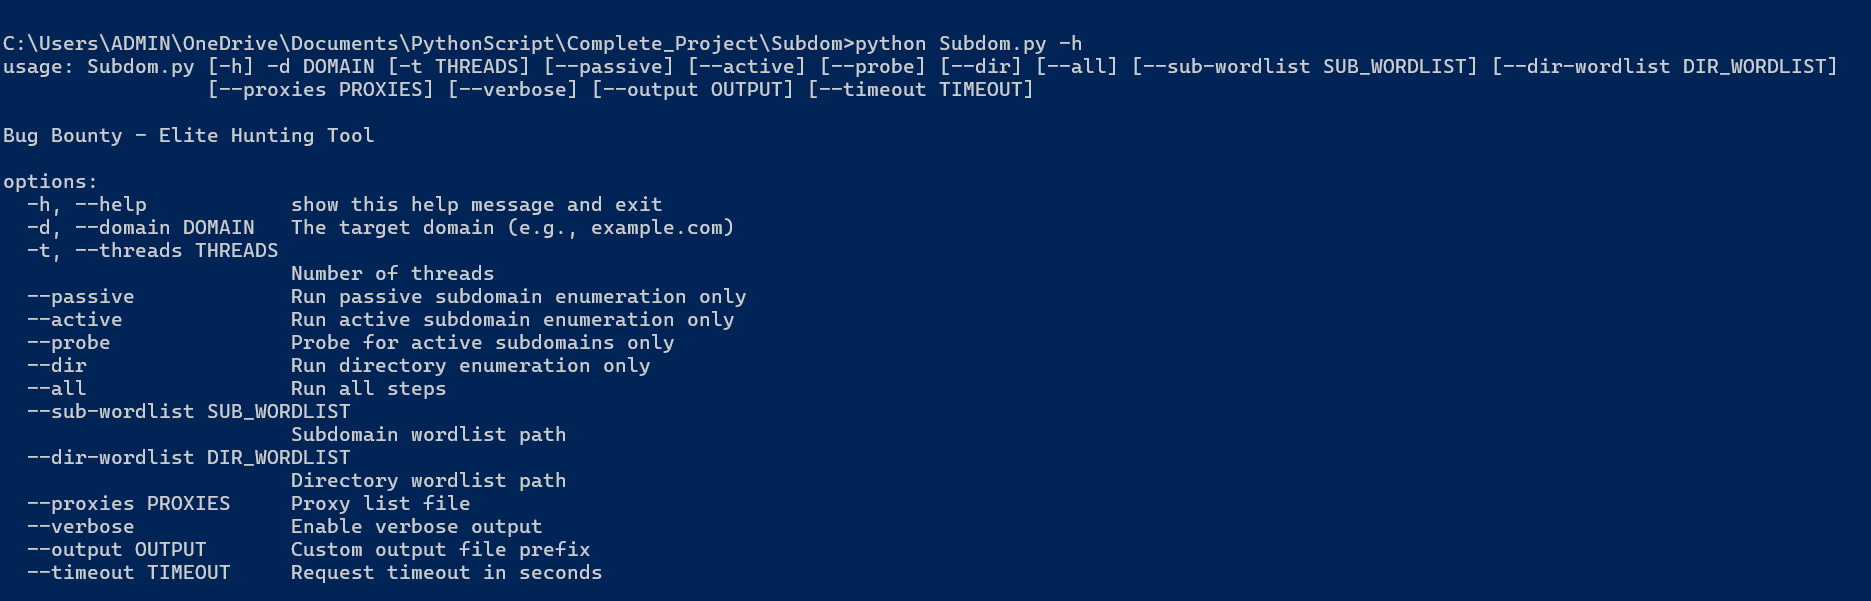 C:\Users\ADMIN\OneDrive\Documents\PythonScript\Complete_Project\Subdom>python Subdom.py -h
usage: Subdom.py [-h] -d DOMAIN [-t THREADS] [--passive] [--active] [--probe] [--dir] [--all] [--sub-wordlist SUB_WORDLIST] [--dir-wordlist DIR_WORDLIST]
[--proxies PROXIES] [--verbose] [--output OUTPUT] [--timeout TIMEOUT]
Bug Bounty - Elite Hunting Tool
options:
-h, --help show this help message and exit
-d, --domain DOMAIN The target domain (e.g., example.com)
-t, --threads THREADS
Number of threads
--passive Run passive subdomain enumeration only
--active Run active subdomain enumeration only
--probe Probe for active subdomains only
--dir Run directory enumeration only
--all Run all steps
--sub-wordlist SUB_WORDLIST
Subdomain wordlist path
--dir-wordlist DIR_WORDLIST
Directory wordlist path
--proxies PROXIES Proxy list file
--verbose Enable verbose output
--output OUTPUT Custom output file prefix
--timeout TIMEOUT Request timeout in seconds